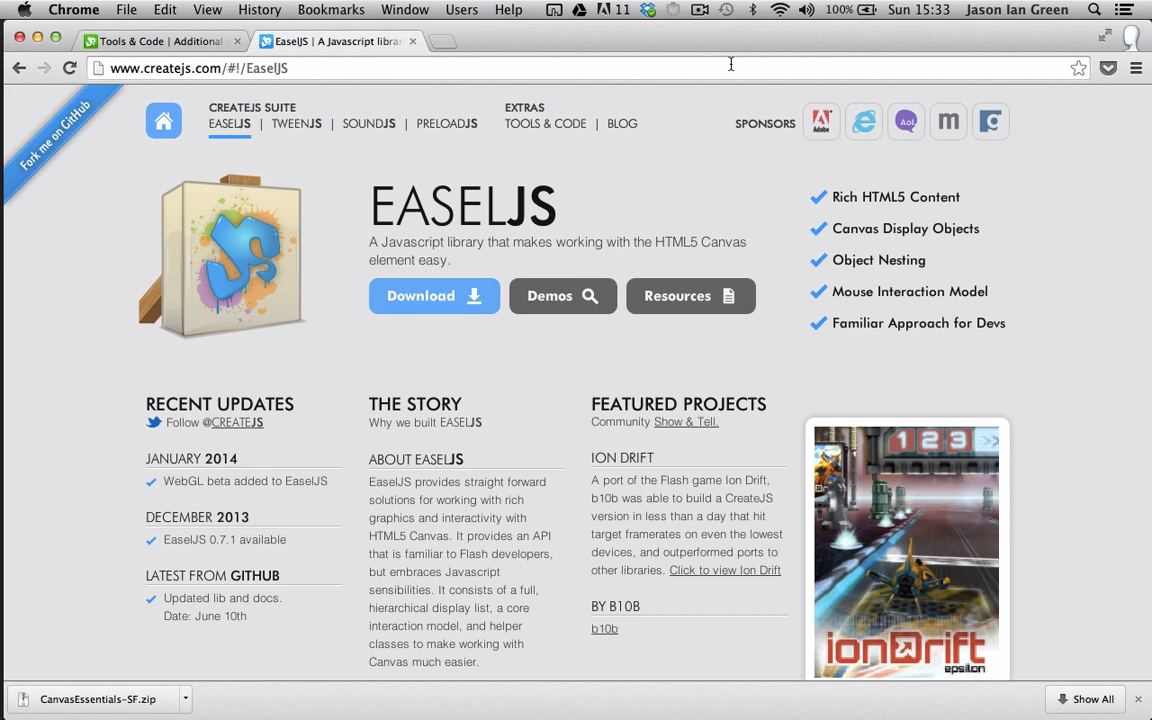 Chrome File Edit View History Bookmarks Window Users Help 11 100% Sun 15:33 Jason Ian Green
Tools & Code | Additional
EaselJS | A Javascript librar
www.createjs.com/#!/EaselJS
Fork me on GitHub
CREATEJS SUITE
EASELJS | TWEENJS | SOUNDJS | PRELOADJS
EXTRAS
TOOLS & CODE | BLOG
SPONSORS
Adobe
Aol.
m
EASELJS
A Javascript library that makes working with the HTML5 Canvas
element easy.
Download
Demos
Resources
Rich HTML5 Content
Canvas Display Objects
Object Nesting
Mouse Interaction Model
Familiar Approach for Devs
RECENT UPDATES
Follow @CREATEJS
JANUARY 2014
WebGL beta added to EaselJS
DECEMBER 2013
EaselJS 0.7.1 available
LATEST FROM GITHUB
Updated lib and docs.
Date: June 10th
THE STORY
Why we built EASELJS
ABOUT EASELJS
EaselJS provides straight forward
solutions for working with rich
graphics and interactivity with
HTML5 Canvas. It provides an API
that is familiar to Flash developers,
but embraces Javascript
sensibilities. It consists of a full,
hierarchical display list, a core
interaction model, and helper
classes to make working with
Canvas much easier.
FEATURED PROJECTS
Community Show & Tell.
ION DRIFT
A port of the Flash game Ion Drift,
b10b was able to build a CreateJS
version in less than a day that hit
target framerates on even the lowest
devices, and outperformed ports to
other libraries. Click to view Ion Drift
BY B10B
b10b
1 2 3 >>
ionDrift
epsilon
CanvasEssentials-SF.zip
Show All